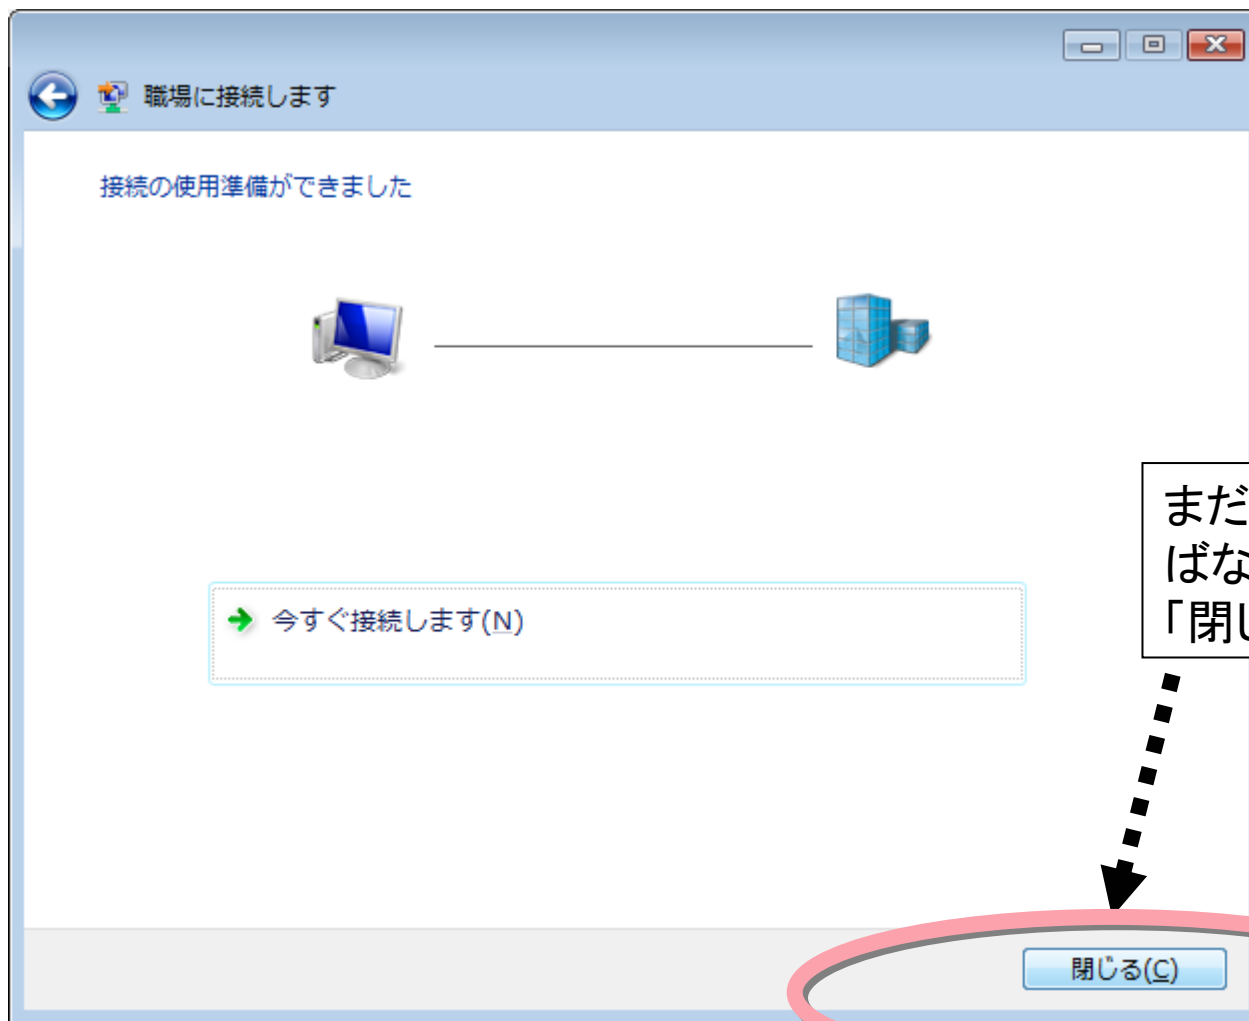 職場に接続します
接続の使用準備ができました
まだ
ばな
「閉じ
今すぐ接続します(N)
閉じる(C)